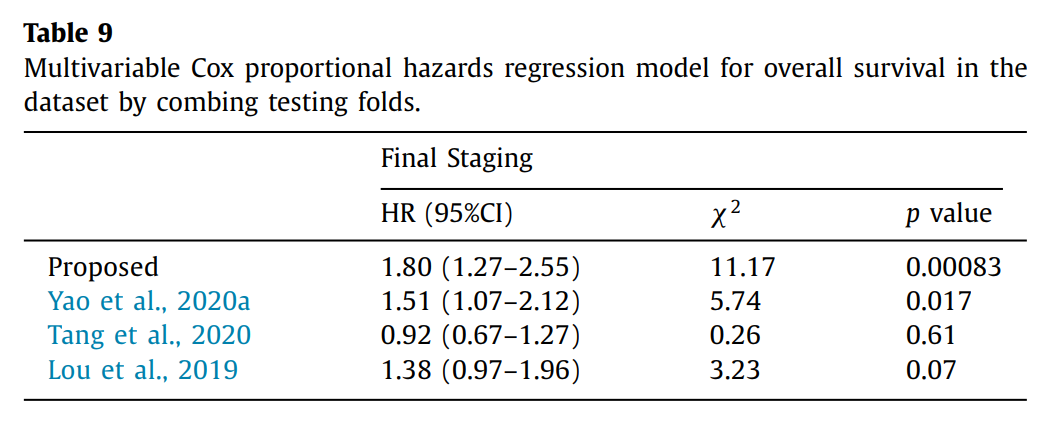 Table 9
Multivariable Cox proportional hazards regression model for overall survival in the
dataset by combing testing folds.
Final Staging
HR (95%CI) χ² p value
Proposed 1.80 (1.27–2.55) 11.17 0.00083
Yao et al., 2020a 1.51 (1.07–2.12) 5.74 0.017
Tang et al., 2020 0.92 (0.67–1.27) 0.26 0.61
Lou et al., 2019 1.38 (0.97–1.96) 3.23 0.07